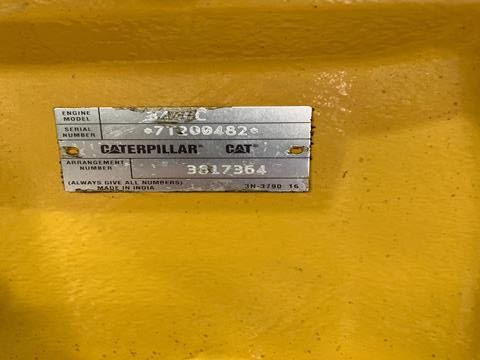 ENGINE MODEL
SERIAL NUMBER *7T200482*
CATERPILLAR® CAT®
ARRANGEMENT NUMBER 3817364
(ALWAYS GIVE ALL NUMBERS)
MADE IN INDIA 3N-3790 16